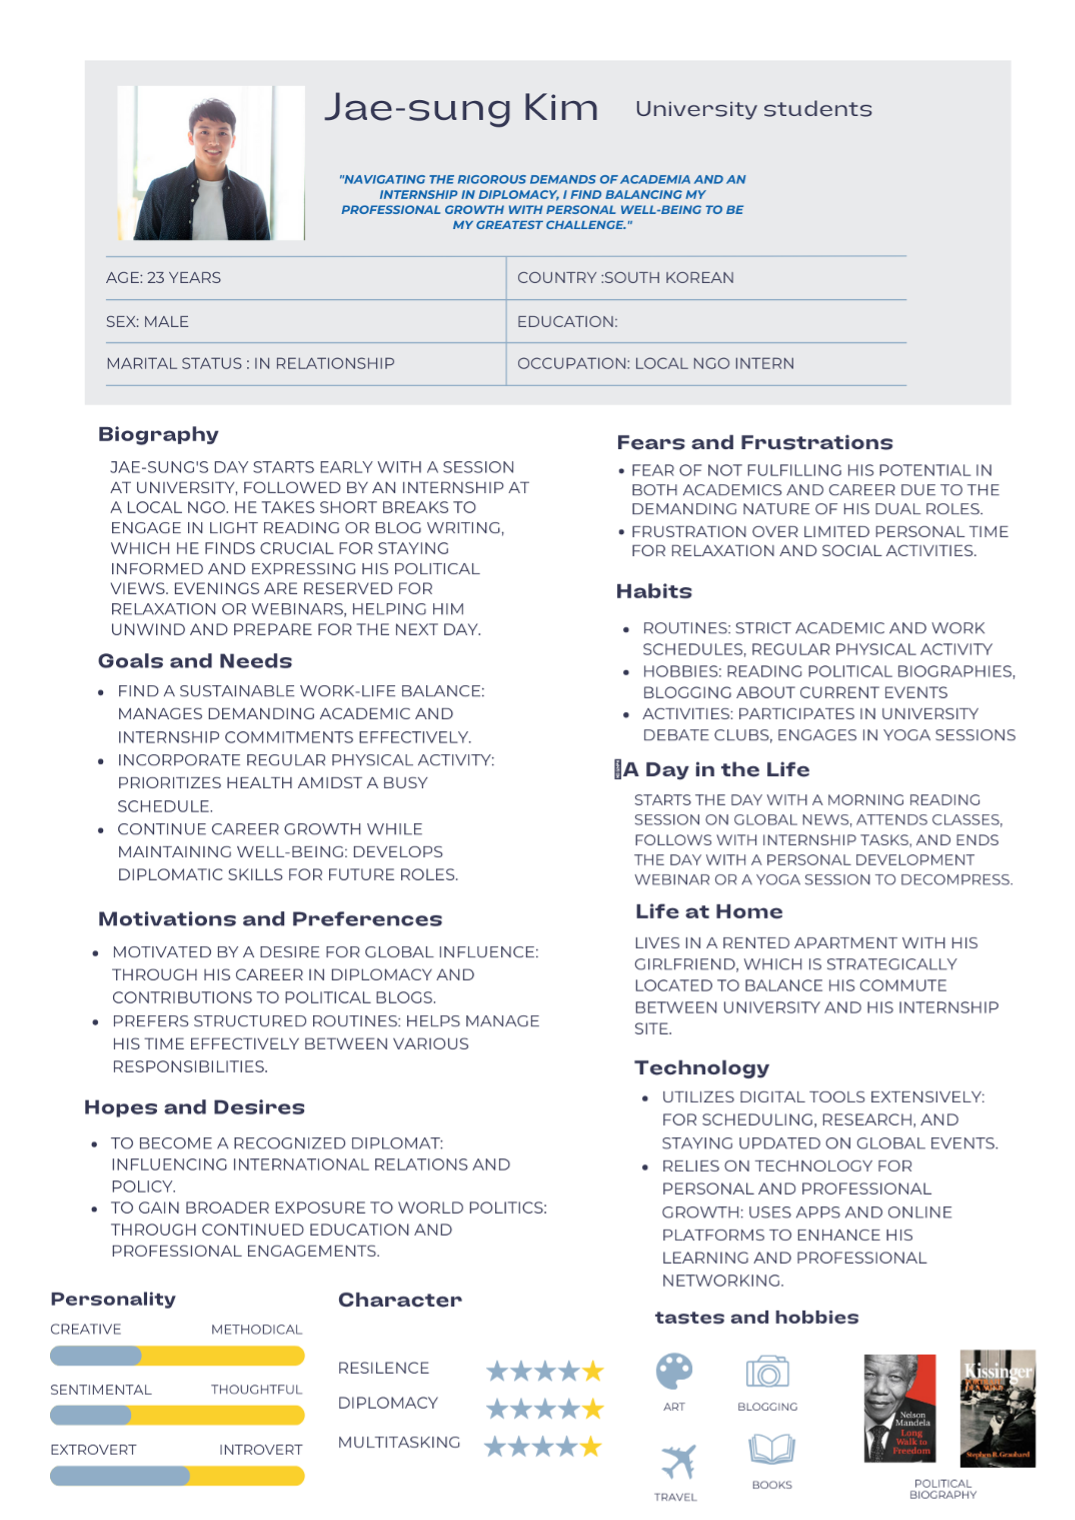 Jae-sung Kim
University students
"NAVIGATING THE RIGOROUS DEMANDS OF ACADEMIA AND AN
INTERNSHIP IN DIPLOMACY, I FIND BALANCING MY
PROFESSIONAL GROWTH WITH PERSONAL WELL-BEING TO BE
MY GREATEST CHALLENGE."
AGE: 23 YEARS
COUNTRY :SOUTH KOREAN
SEX: MALE
EDUCATION:
MARITAL STATUS : IN RELATIONSHIP
OCCUPATION: LOCAL NGO INTERN
Biography
JAE-SUNG'S DAY STARTS EARLY WITH A SESSION
AT UNIVERSITY, FOLLOWED BY AN INTERNSHIP AT
A LOCAL NGO. HE TAKES SHORT BREAKS TO
ENGAGE IN LIGHT READING OR BLOG WRITING,
WHICH HE FINDS CRUCIAL FOR STAYING
INFORMED AND EXPRESSING HIS POLITICAL
VIEWS. EVENINGS ARE RESERVED FOR
RELAXATION OR WEBINARS, HELPING HIM
UNWIND AND PREPARE FOR THE NEXT DAY.
Goals and Needs
• FIND A SUSTAINABLE WORK-LIFE BALANCE:
MANAGES DEMANDING ACADEMIC AND
INTERNSHIP COMMITMENTS EFFECTIVELY.
• INCORPORATE REGULAR PHYSICAL ACTIVITY:
PRIORITIZES HEALTH AMIDST A BUSY
SCHEDULE.
• CONTINUE CAREER GROWTH WHILE
MAINTAINING WELL-BEING: DEVELOPS
DIPLOMATIC SKILLS FOR FUTURE ROLES.
Motivations and Preferences
• MOTIVATED BY A DESIRE FOR GLOBAL INFLUENCE:
THROUGH HIS CAREER IN DIPLOMACY AND
CONTRIBUTIONS TO POLITICAL BLOGS.
• PREFERS STRUCTURED ROUTINES: HELPS MANAGE
HIS TIME EFFECTIVELY BETWEEN VARIOUS
RESPONSIBILITIES.
Hopes and Desires
• TO BECOME A RECOGNIZED DIPLOMAT:
INFLUENCING INTERNATIONAL RELATIONS AND
POLICY.
• TO GAIN BROADER EXPOSURE TO WORLD POLITICS:
THROUGH CONTINUED EDUCATION AND
PROFESSIONAL ENGAGEMENTS.
Fears and Frustrations
• FEAR OF NOT FULFILLING HIS POTENTIAL IN
BOTH ACADEMICS AND CAREER DUE TO THE
DEMANDING NATURE OF HIS DUAL ROLES.
• FRUSTRATION OVER LIMITED PERSONAL TIME
FOR RELAXATION AND SOCIAL ACTIVITIES.
Habits
• ROUTINES: STRICT ACADEMIC AND WORK
SCHEDULES, REGULAR PHYSICAL ACTIVITY
• HOBBIES: READING POLITICAL BIOGRAPHIES,
BLOGGING ABOUT CURRENT EVENTS
• ACTIVITIES: PARTICIPATES IN UNIVERSITY
DEBATE CLUBS, ENGAGES IN YOGA SESSIONS
A Day in the Life
STARTS THE DAY WITH A MORNING READING
SESSION ON GLOBAL NEWS, ATTENDS CLASSES,
FOLLOWS WITH INTERNSHIP TASKS, AND ENDS
THE DAY WITH A PERSONAL DEVELOPMENT
WEBINAR OR A YOGA SESSION TO DECOMPRESS.
Life at Home
LIVES IN A RENTED APARTMENT WITH HIS
GIRLFRIEND, WHICH IS STRATEGICALLY
LOCATED TO BALANCE HIS COMMUTE
BETWEEN UNIVERSITY AND HIS INTERNSHIP
SITE.
Technology
• UTILIZES DIGITAL TOOLS EXTENSIVELY:
FOR SCHEDULING, RESEARCH, AND
STAYING UPDATED ON GLOBAL EVENTS.
• RELIES ON TECHNOLOGY FOR
PERSONAL AND PROFESSIONAL
GROWTH: USES APPS AND ONLINE
PLATFORMS TO ENHANCE HIS
LEARNING AND PROFESSIONAL
NETWORKING.
Personality
CREATIVE METHODICAL
SENTIMENTAL THOUGHTFUL
EXTROVERT INTROVERT
Character
RESILENCE
DIPLOMACY
MULTITASKING
tastes and hobbies
ART
BLOGGING
TRAVEL
BOOKS
Nelson
Mandela
Long
Walk to
Freedom
Kissinger
Stephen R. Graubard
POLITICAL
BIOGRAPHY